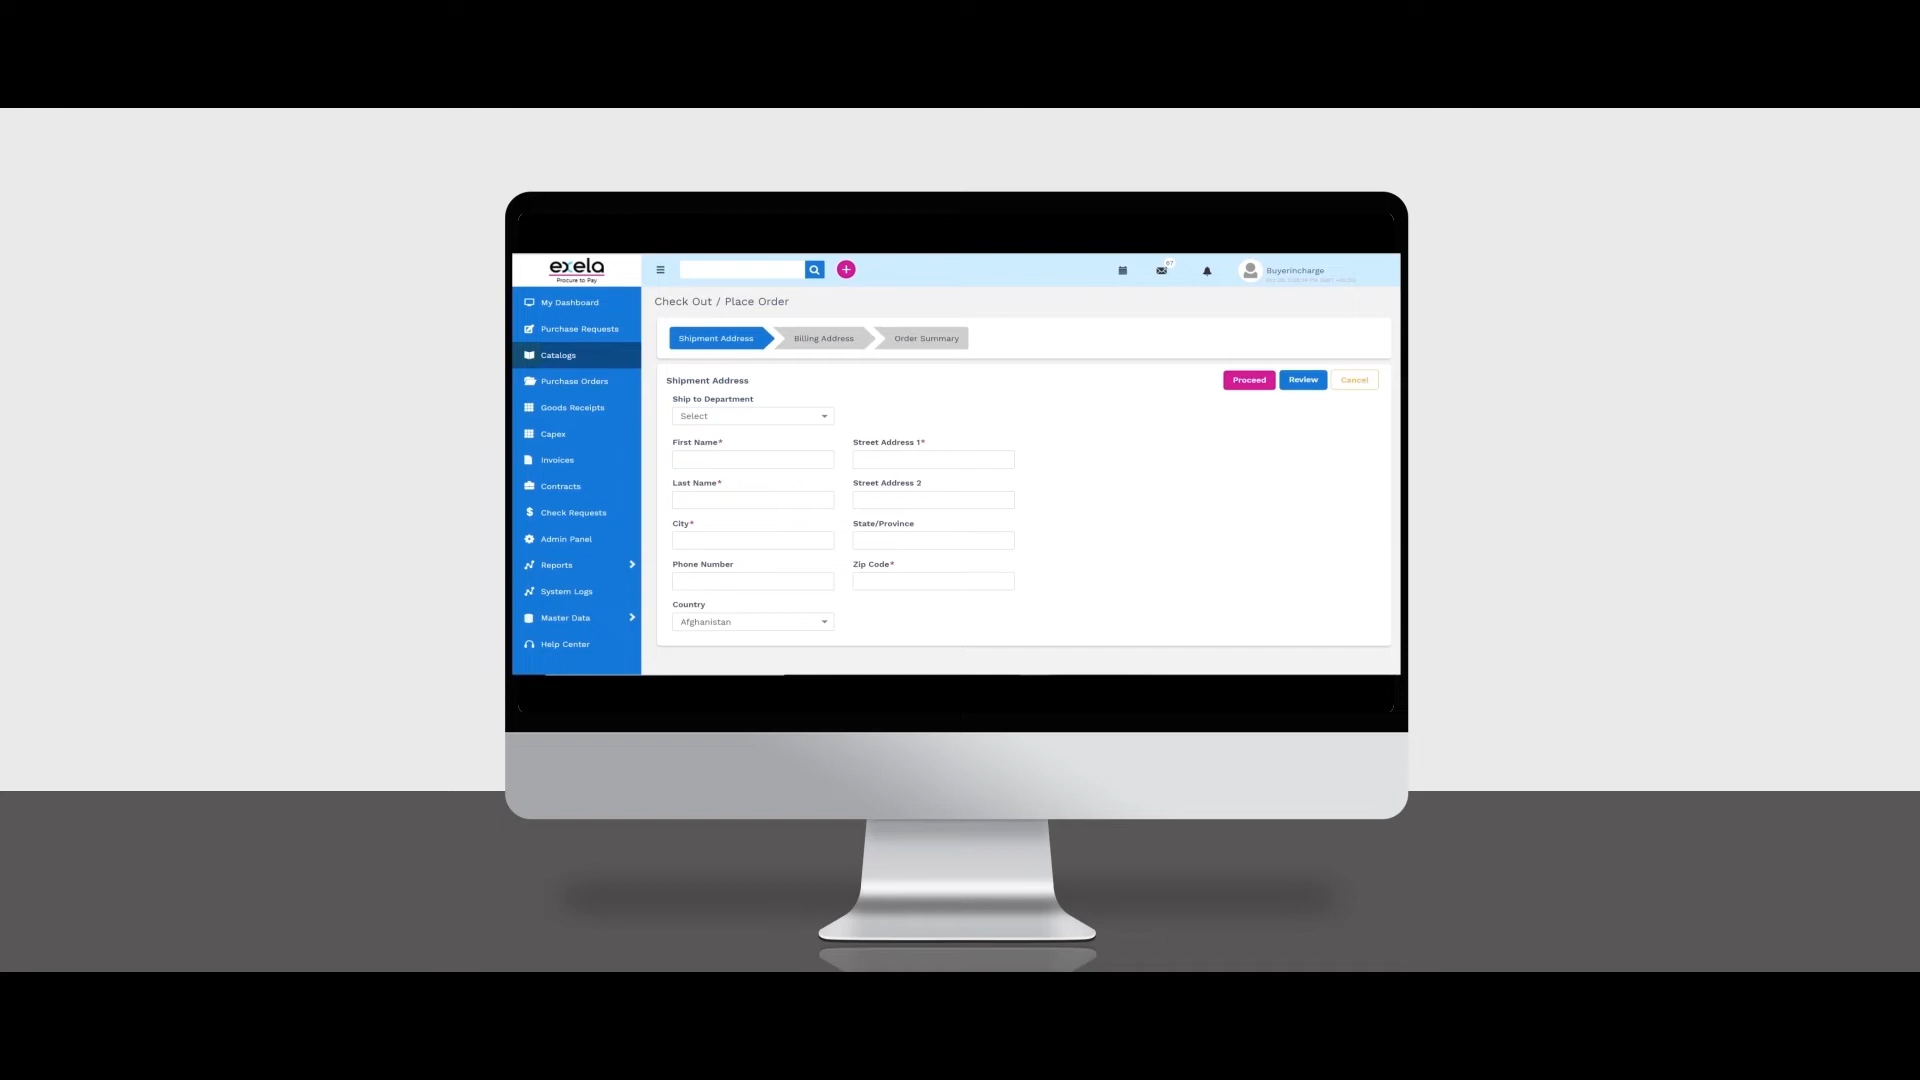 exela
Procure to Pay
67
Buyerincharge
My Dashboard
Purchase Requests
Catalogs
Purchase Orders
Goods Receipts
Capex
Invoices
Contracts
Check Requests
Admin Panel
Reports
System Logs
Master Data
Help Center
Check Out / Place Order
Shipment Address
Billing Address
Order Summary
Shipment Address
Proceed
Review
Cancel
Ship to Department
Select
First Name*
Street Address 1*
Last Name*
Street Address 2
City*
State/Province
Phone Number
Zip Code*
Country
Afghanistan